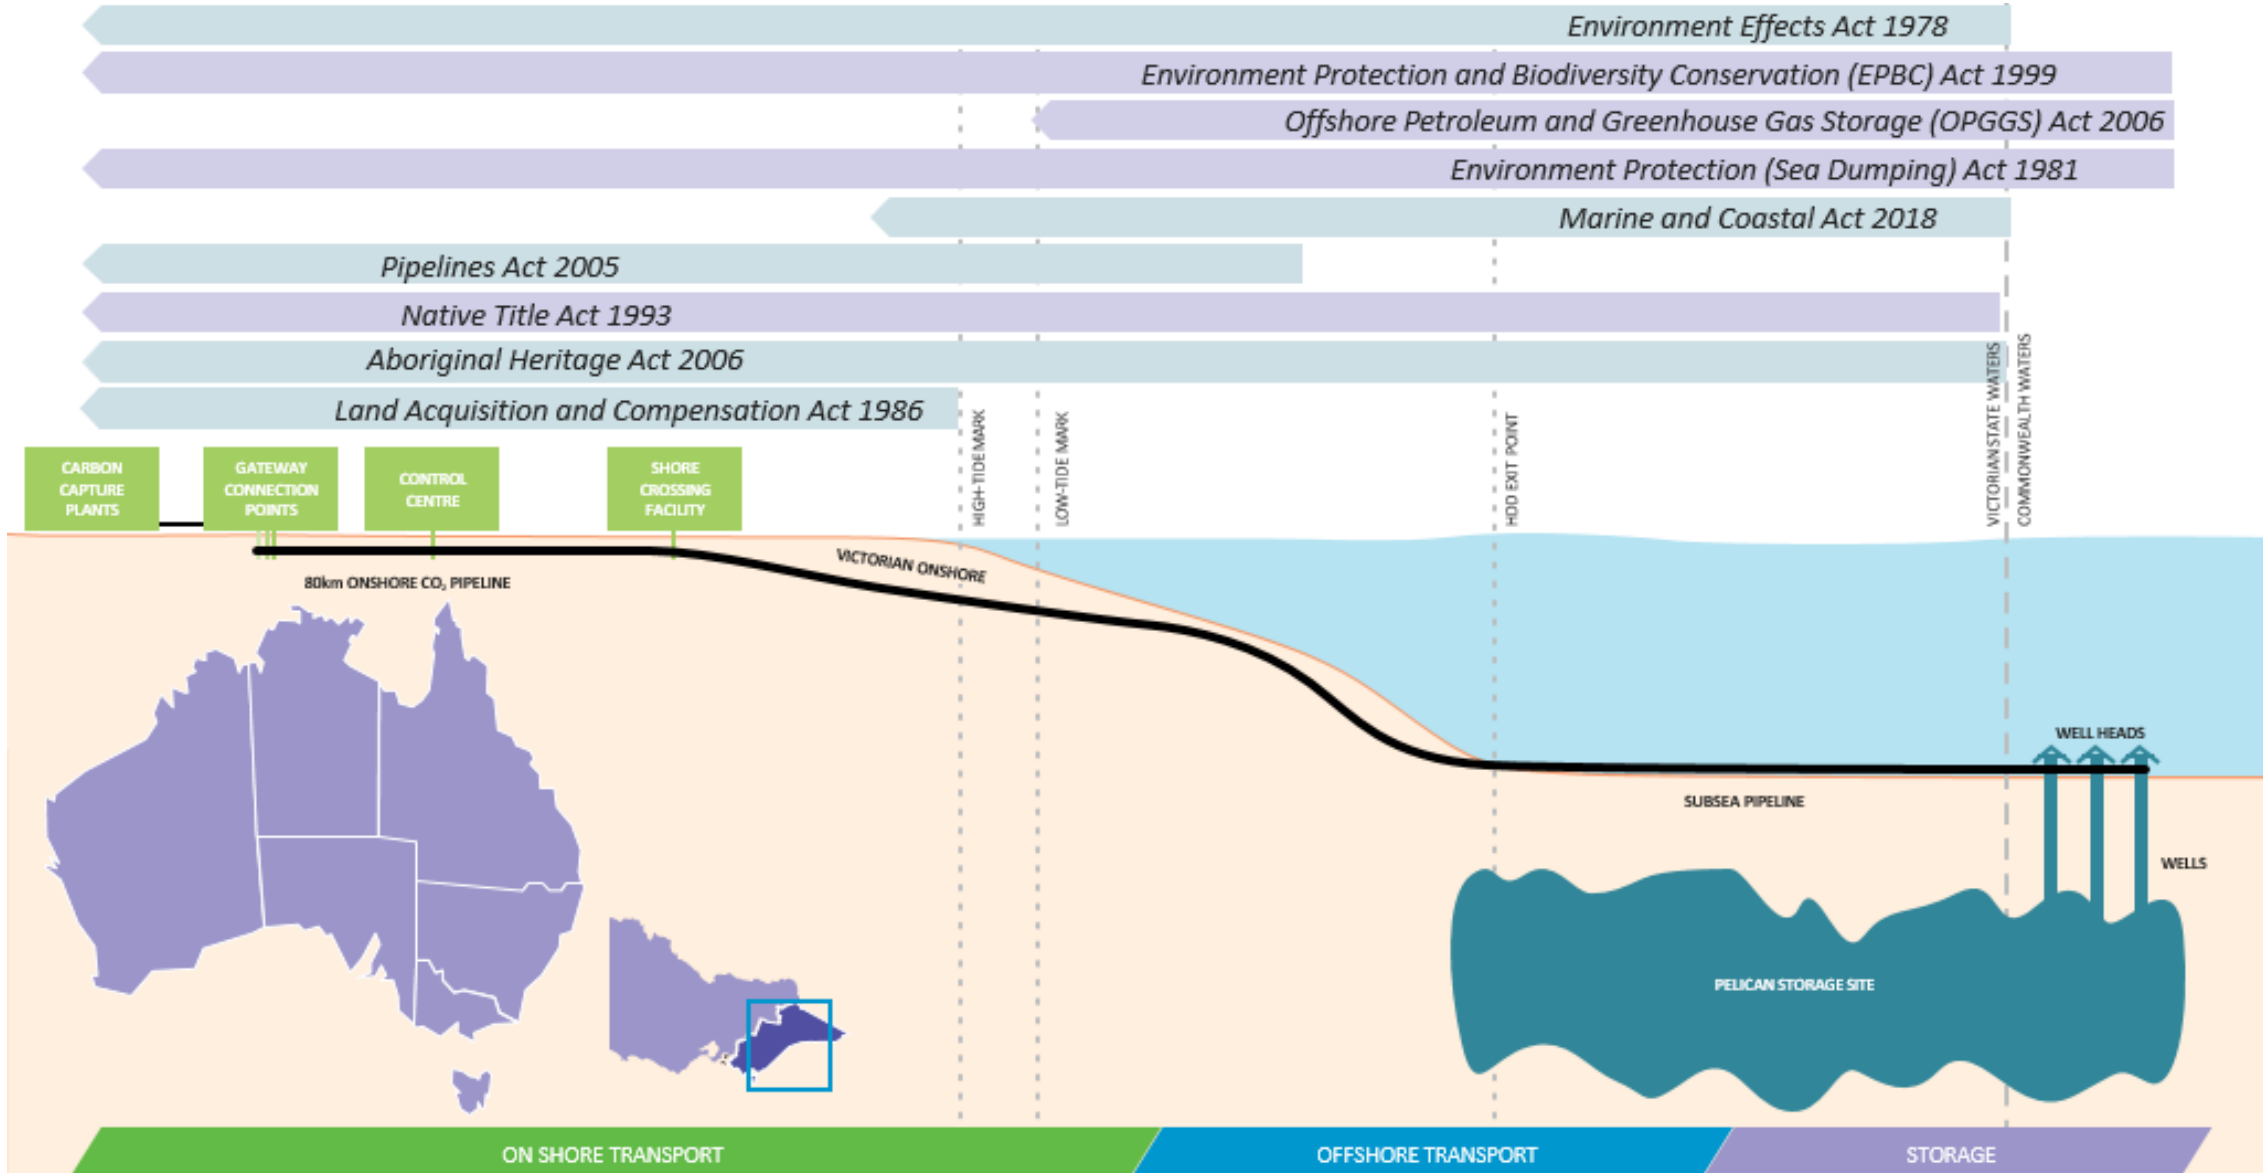 Environment Effects Act 1978
Environment Protection and Biodiversity Conservation (EPBC) Act 1999
Offshore Petroleum and Greenhouse Gas Storage (OPGGS) Act 2006
Environment Protection (Sea Dumping) Act 1981
Marine and Coastal Act 2018
Pipelines Act 2005
Native Title Act 1993
Aboriginal Heritage Act 2006
Land Acquisition and Compensation Act 1986
HIGH-TIDE MARK
LOW-TIDE MARK
HDD EXIT POINT
VICTORIAN STATE WATERS
COMMONWEALTH WATERS
CARBON
CAPTURE
PLANTS
GATEWAY
CONNECTION
POINTS
CONTROL
CENTRE
SHORE
CROSSING
FACILITY
VICTORIAN ONSHORE
80km ONSHORE CO₂ PIPELINE
WELL HEADS
SUBSEA PIPELINE
WELLS
PELICAN STORAGE SITE
ON SHORE TRANSPORT
OFFSHORE TRANSPORT
STORAGE